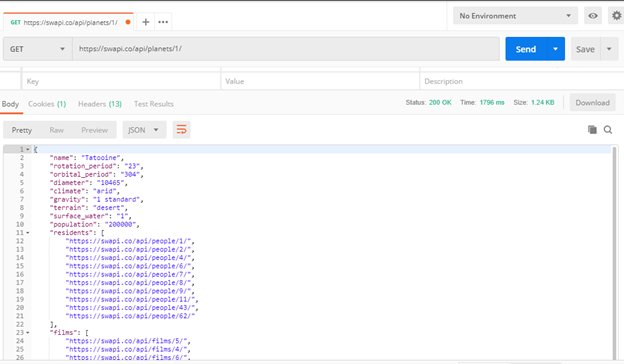 GET https://swapi.co/api/planets/1/
No Environment
GET https://swapi.co/api/planets/1/ Send Save
Key Value Description
Body Cookies (1) Headers (13) Test Results Status: 200 OK Time: 1796 ms Size: 1.24 KB Download
Pretty Raw Preview JSON
1 {
2 "name": "Tatooine",
3 "rotation_period": "23",
4 "orbital_period": "304",
5 "diameter": "10465",
6 "climate": "arid",
7 "gravity": "1 standard",
8 "terrain": "desert",
9 "surface_water": "1",
10 "population": "200000",
11 "residents": [
12 "https://swapi.co/api/people/1/",
13 "https://swapi.co/api/people/2/",
14 "https://swapi.co/api/people/4/",
15 "https://swapi.co/api/people/6/",
16 "https://swapi.co/api/people/7/",
17 "https://swapi.co/api/people/8/",
18 "https://swapi.co/api/people/9/",
19 "https://swapi.co/api/people/11/",
20 "https://swapi.co/api/people/43/",
21 "https://swapi.co/api/people/62/"
22 ],
23 "films": [
24 "https://swapi.co/api/films/5/",
25 "https://swapi.co/api/films/4/",
26 "https://swapi.co/api/films/6/",